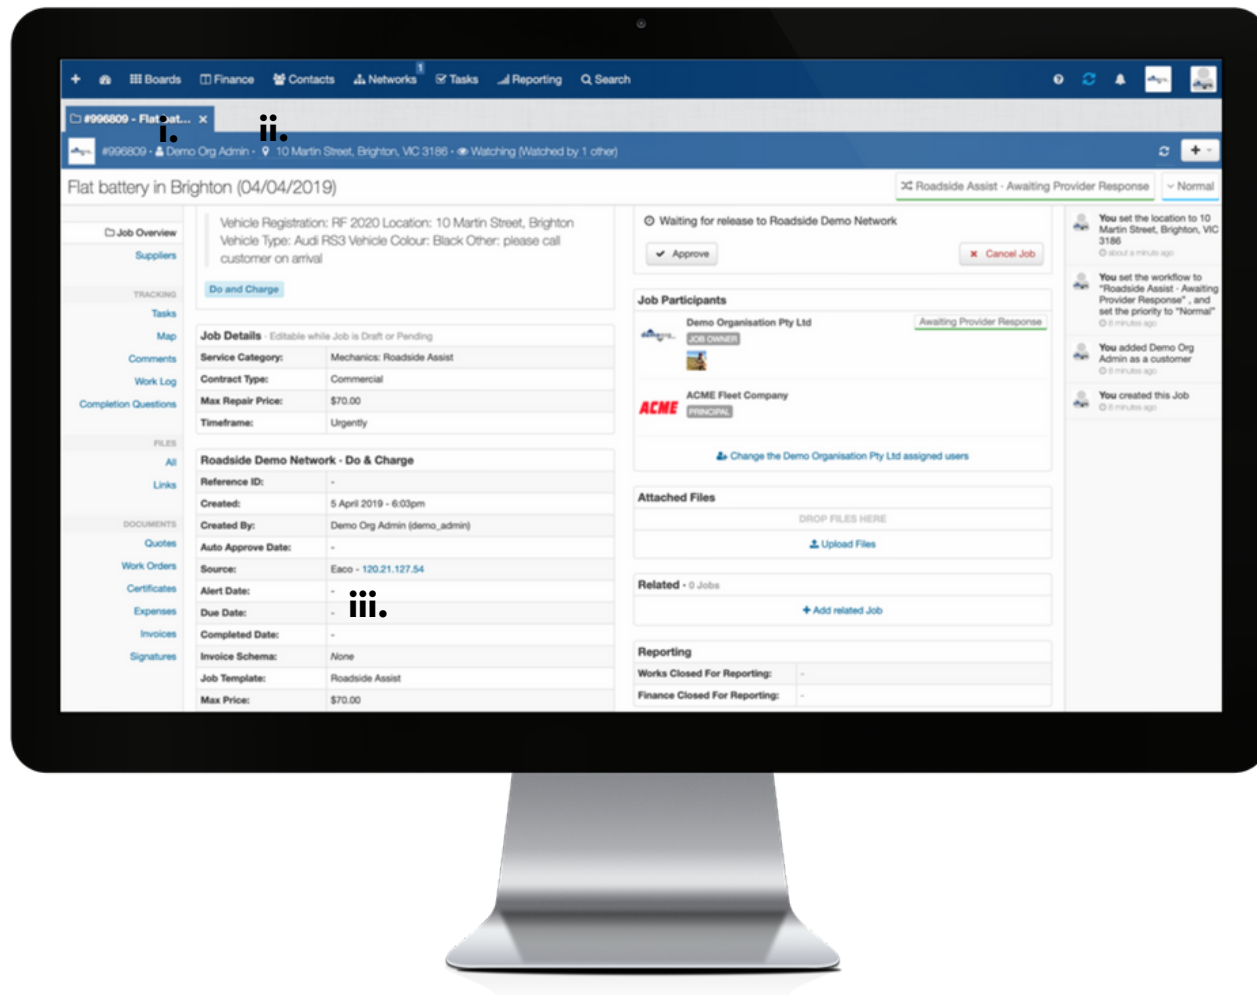 Boards Finance Contacts Networks 1 Tasks Reporting Search
#996809 - Flat bat... ×
i. ii.
#996809 · Demo Org Admin · 10 Martin Street, Brighton, VIC 3186 · Watching (Watched by 1 other)
Flat battery in Brighton (04/04/2019)
Roadside Assist - Awaiting Provider Response
Normal
Job Overview
Suppliers
TRACKING
Tasks
Map
Comments
Work Log
Completion Questions
FILES
All
Links
DOCUMENTS
Quotes
Work Orders
Certificates
Expenses
Invoices
Signatures
Vehicle Registration: RF 2020 Location: 10 Martin Street, Brighton
Vehicle Type: Audi RS3 Vehicle Colour: Black Other: please call
customer on arrival
Do and Charge
Job Details - Editable while Job is Draft or Pending
Service Category: Mechanics: Roadside Assist
Contract Type: Commercial
Max Repair Price: $70.00
Timeframe: Urgently
Roadside Demo Network - Do & Charge
Reference ID: -
Created: 5 April 2019 - 6:03pm
Created By: Demo Org Admin (demo_admin)
Auto Approve Date: -
Source: Eaco - 120.21.127.54
Alert Date: -
iii.
Due Date: -
Completed Date: -
Invoice Schema: None
Job Template: Roadside Assist
Max Price: $70.00
Waiting for release to Roadside Demo Network
Approve
Cancel Job
Job Participants
Demo Organisation Pty Ltd
JOB OWNER
Awaiting Provider Response
ACME
ACME Fleet Company
PRINCIPAL
Change the Demo Organisation Pty Ltd assigned users
Attached Files
DROP FILES HERE
Upload Files
Related - 0 Jobs
Add related Job
Reporting
Works Closed For Reporting: -
Finance Closed For Reporting: -
You set the location to 10
Martin Street, Brighton, VIC
3186
about a minute ago
You set the workflow to
"Roadside Assist - Awaiting
Provider Response" , and
set the priority to "Normal"
6 minutes ago
You added Demo Org
Admin as a customer
6 minutes ago
You created this Job
6 minutes ago